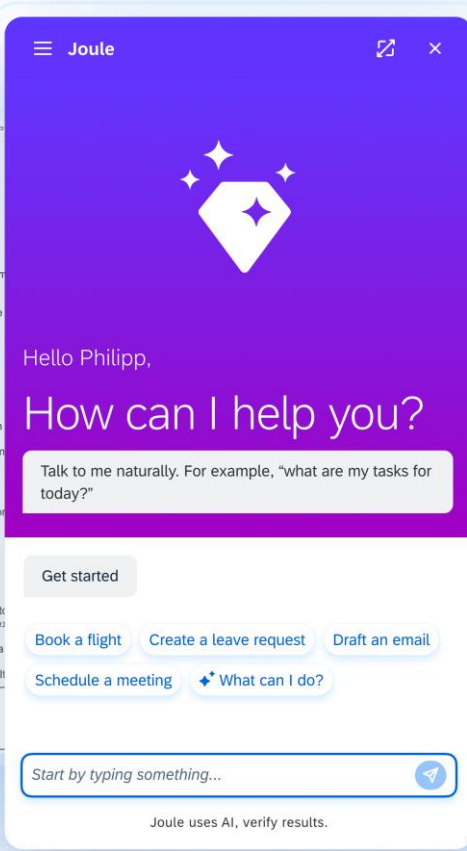 Joule
Hello Philipp,
How can I help you?
Talk to me naturally. For example, “what are my tasks for
today?”
Get started
Book a flight
Create a leave request
Draft an email
Schedule a meeting
What can I do?
Start by typing something...
Joule uses AI, verify results.